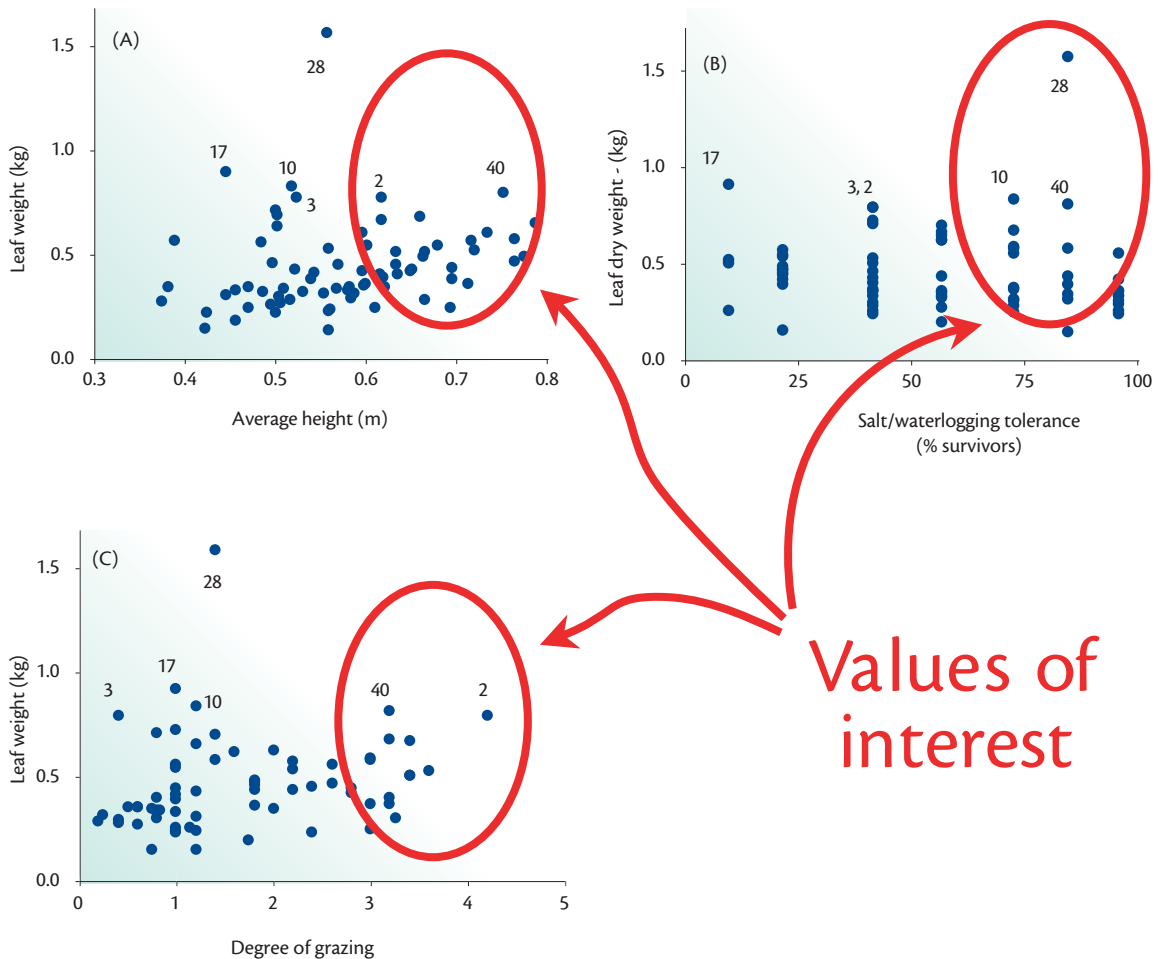 (A)
1.5
1.0
0.5
0.0
Leaf weight (kg)
28
17
10
3
2
40
0.3 0.4 0.5 0.6 0.7 0.8
Average height (m)
(B)
1.5
1.0
0.5
0.0
Leaf dry weight - (kg)
28
17
3, 2
10
40
0 25 50 75 100
Salt/waterlogging tolerance
(% survivors)
(C)
1.5
1.0
0.5
0.0
Leaf weight (kg)
28
17
3
10
40
2
0 1 2 3 4 5
Degree of grazing
Values of
interest